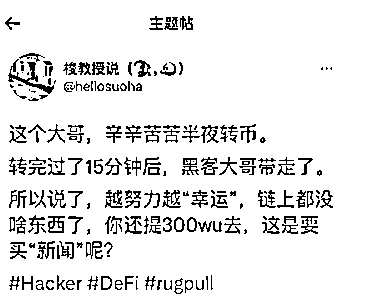 主题帖
梭教授说
@hellosuoha
这个大哥，辛辛苦苦半夜转币。
转完过了15分钟后，黑客大哥带走了。
所以说了，越努力越“幸运”，链上都没
啥东西了，你还提300wu去，这是要
买“新闻”呢？
#Hacker #DeFi #rugpull